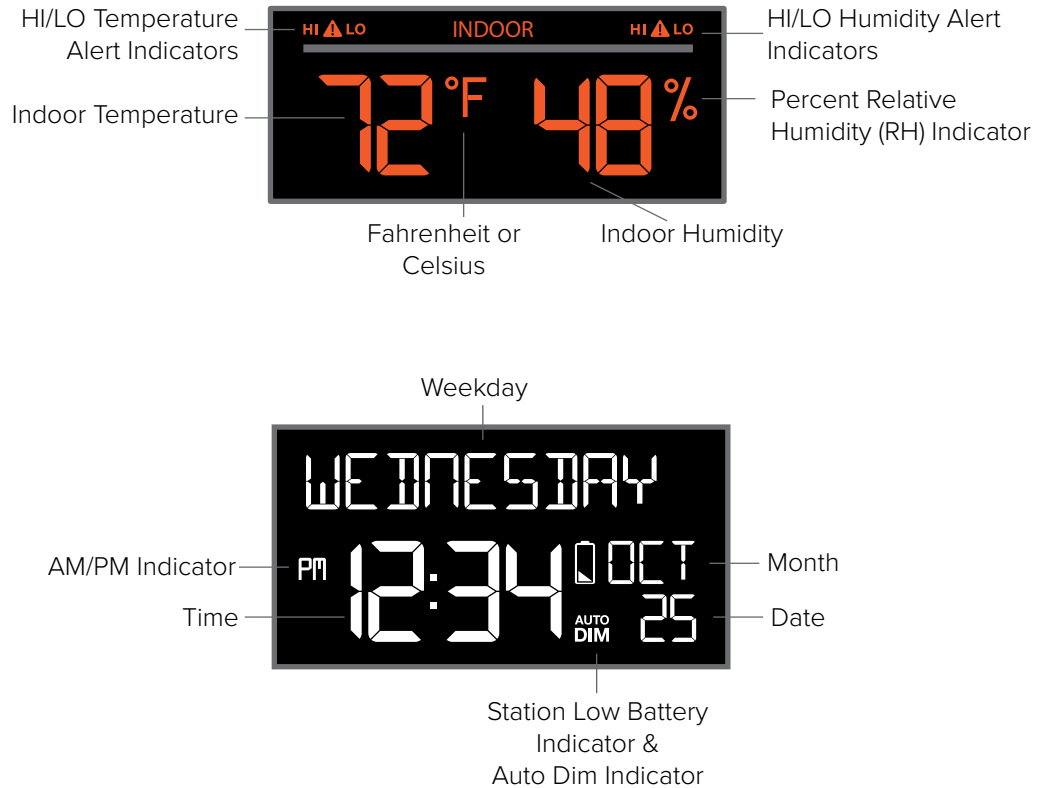 HI/LO Temperature
Alert Indicators
HI LO
INDOOR
HI LO
HI/LO Humidity Alert
Indicators
Indoor Temperature
72°F
48%
Percent Relative
Humidity (RH) Indicator
Fahrenheit or
Celsius
Indoor Humidity
Weekday
WEDNESDAY
AM/PM Indicator
PM
12:34
OCT
Month
Time
AUTO
DIM
25
Date
Station Low Battery
Indicator &
Auto Dim Indicator